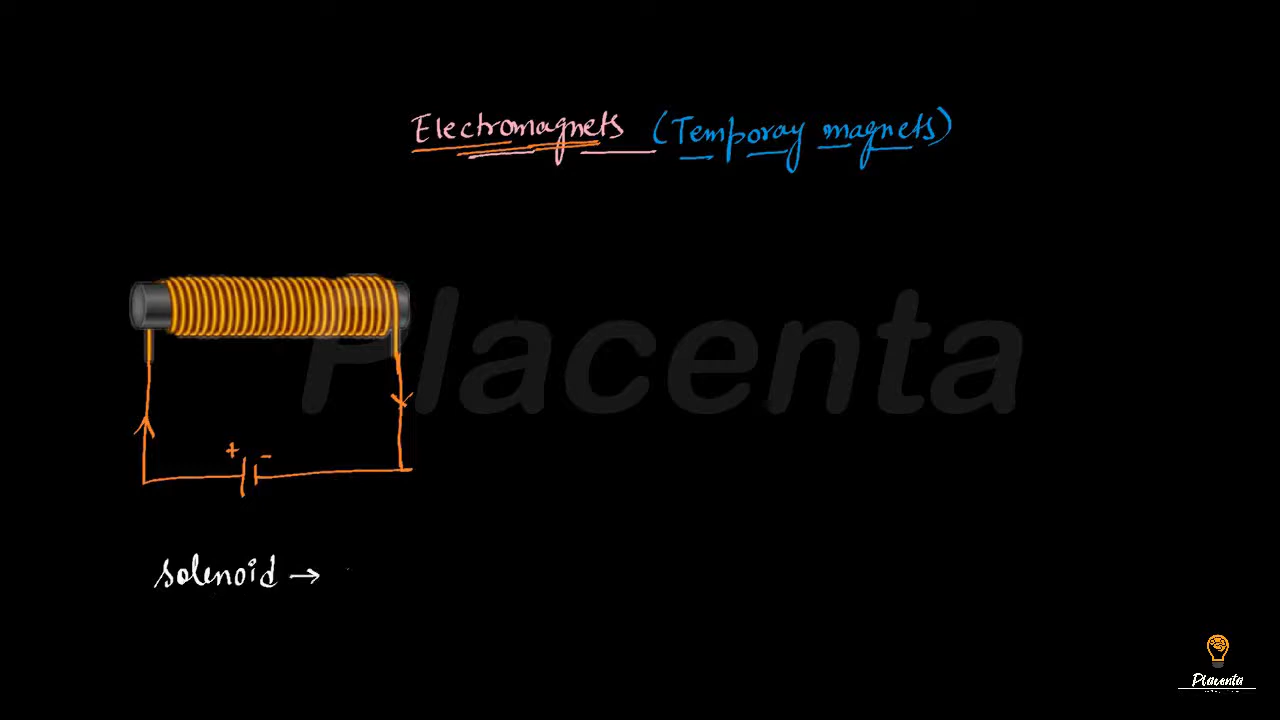 Electromagnets (Temporay magnets)
Placenta
+ -
solenoid →
Placenta